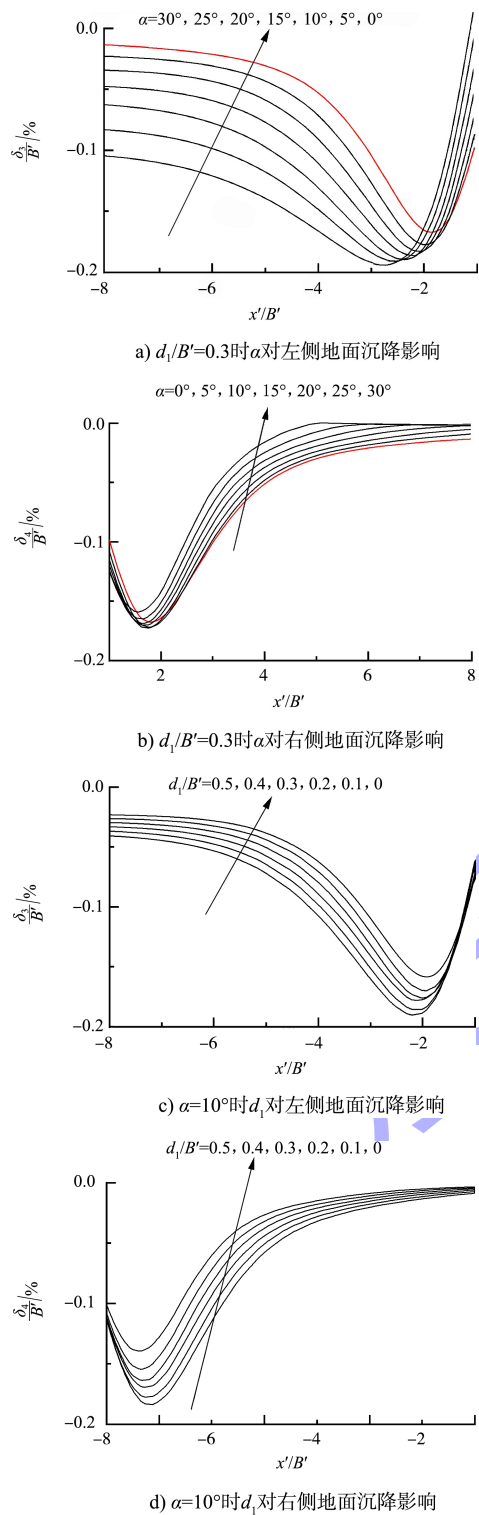 α=30°, 25°, 20°, 15°, 10°, 5°, 0°
0.0
-0.1
-0.2
δ₃/B′|%
-8 -6 -4 -2
x′/B′
a) d₁/B′=0.3时α对左侧地面沉降影响
α=0°, 5°, 10°, 15°, 20°, 25°, 30°
0.0
-0.1
-0.2
δ₄/B′|%
2 4 6 8
x′/B′
b) d₁/B′=0.3时α对右侧地面沉降影响
d₁/B′=0.5, 0.4, 0.3, 0.2, 0.1, 0
0.0
-0.1
-0.2
δ₃/B′|%
-8 -6 -4 -2
x′/B′
c) α=10°时d₁对左侧地面沉降影响
d₁/B′=0.5, 0.4, 0.3, 0.2, 0.1, 0
0.0
-0.1
-0.2
δ₄/B′|%
-8 -6 -4 -2
x′/B′
d) α=10°时d₁对右侧地面沉降影响